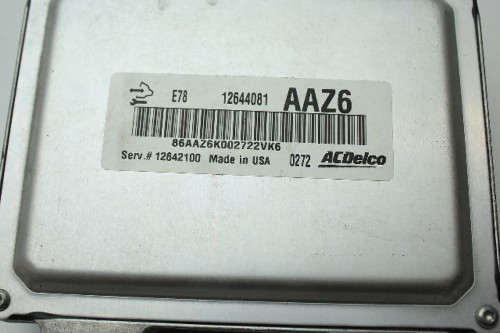 E78 12644081 AAZ6
86AAZ6K002722VK6
Serv.# 12642100 Made in USA 0272 ACDelco